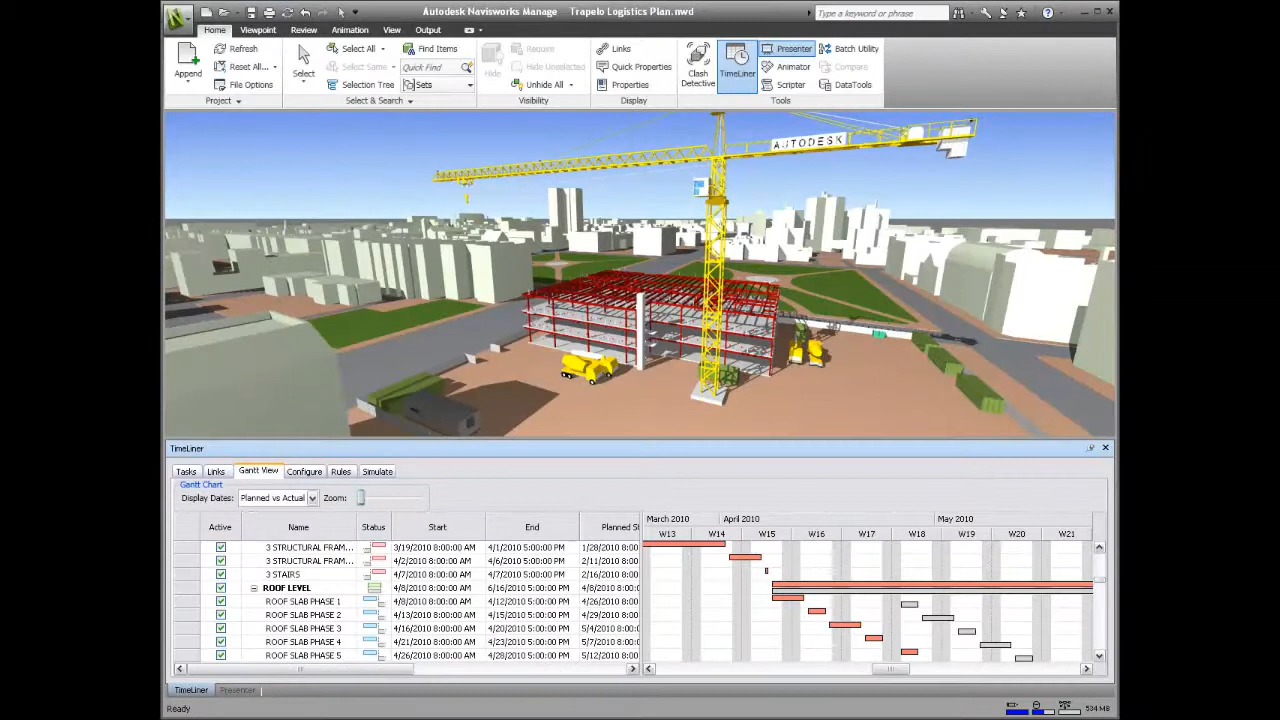 Autodesk Navisworks Manage Trapelo Logistics Plan.nwd
Type a keyword or phrase
Home Viewpoint Review Animation View Output
Append
Refresh
Reset All...
File Options
Project
Select
Select All
Select Same
Selection Tree
Find Items
Quick Find
Sets
Select & Search
Hide
Require
Hide Unselected
Unhide All
Visibility
Links
Quick Properties
Properties
Display
Clash
Detective
TimeLiner
Presenter
Animator
Scripter
Batch Utility
Compare
DataTools
Tools
AUTODESK
TimeLiner
Tasks Links Gantt View Configure Rules Simulate
Gantt Chart
Display Dates: Planned vs Actual Zoom:
Active Name Status Start End Planned St
March 2010 April 2010 May 2010
W13 W14 W15 W16 W17 W18 W19 W20 W21
3 STRUCTURAL FRAM... 3/19/2010 8:00:00 AM 4/1/2010 5:00:00 PM 1/28/2010 8:00
3 STRUCTURAL FRAM... 4/2/2010 8:00:00 AM 4/6/2010 5:00:00 PM 2/11/2010 8:00
3 STAIRS 4/7/2010 8:00:00 AM 4/7/2010 5:00:00 PM 2/16/2010 8:00
ROOF LEVEL 4/8/2010 8:00:00 AM 6/16/2010 5:00:00 PM 4/8/2010 8:00:
ROOF SLAB PHASE 1 4/8/2010 8:00:00 AM 4/12/2010 5:00:00 PM 4/26/2010 8:00
ROOF SLAB PHASE 2 4/13/2010 8:00:00 AM 4/15/2010 5:00:00 PM 4/29/2010 8:00
ROOF SLAB PHASE 3 4/16/2010 8:00:00 AM 4/20/2010 5:00:00 PM 5/4/2010 8:00:
ROOF SLAB PHASE 4 4/21/2010 8:00:00 AM 4/23/2010 5:00:00 PM 5/7/2010 8:00:
ROOF SLAB PHASE 5 4/26/2010 8:00:00 AM 4/28/2010 5:00:00 PM 5/12/2010 8:00
TimeLiner Presenter
Ready
534 MB